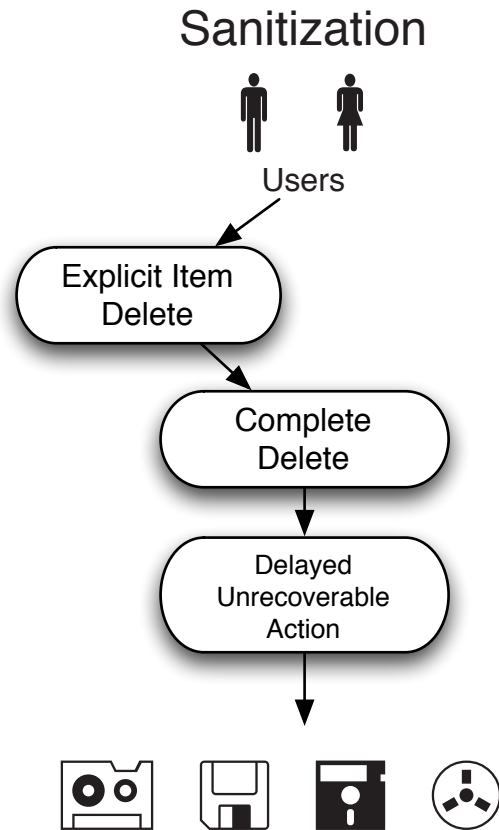 Sanitization
Users
Explicit Item
Delete
Complete
Delete
Delayed
Unrecoverable
Action